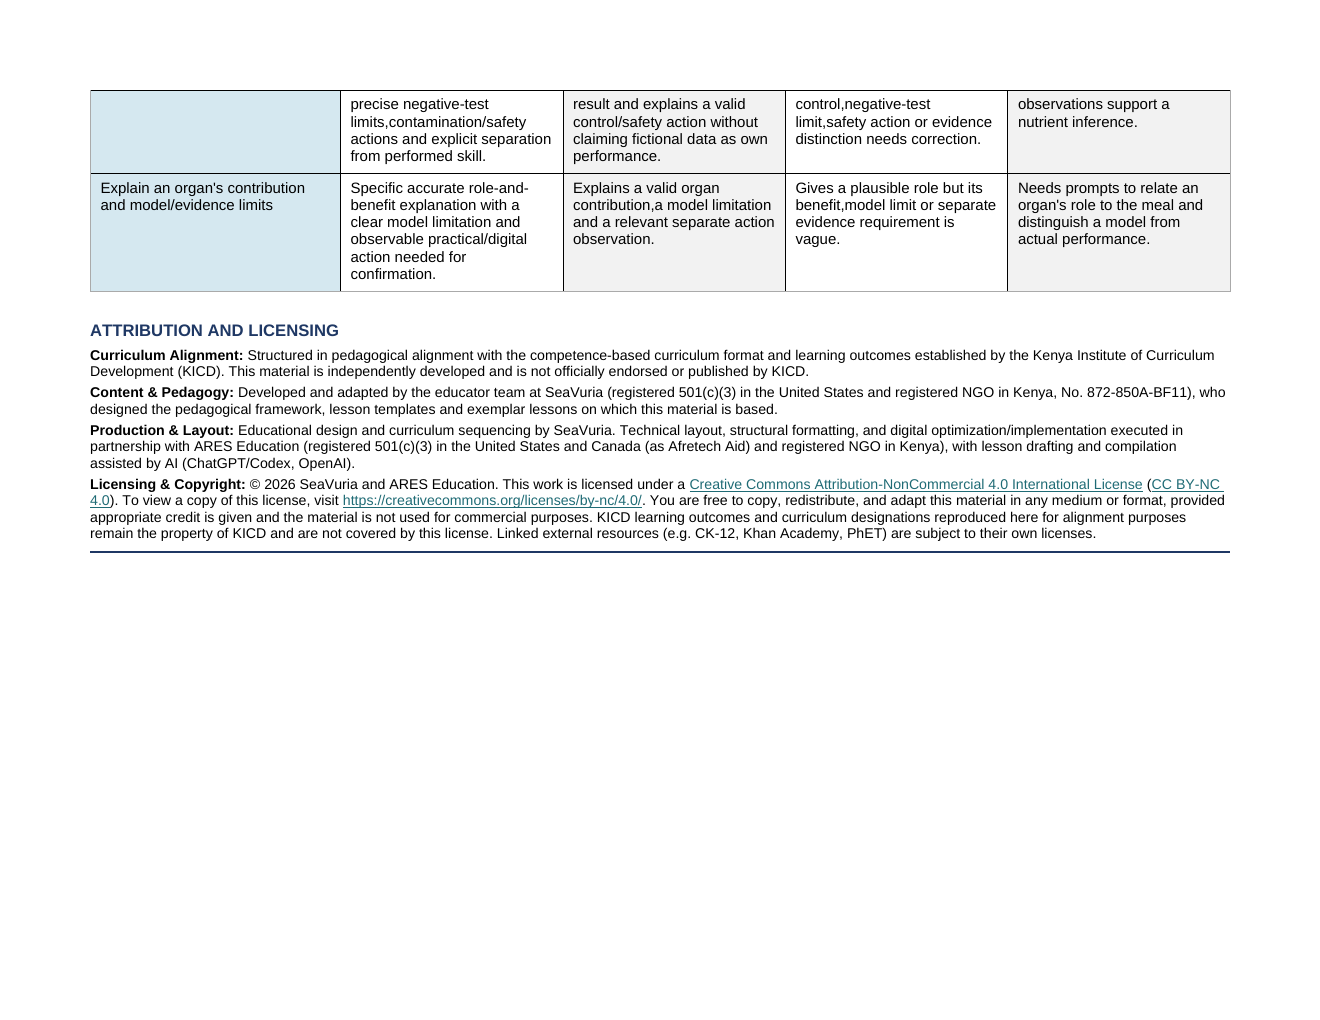 precise negative-test
limits,contamination/safety
actions and explicit separation
from performed skill.
result and explains a valid
control/safety action without
claiming fictional data as own
performance.
control,negative-test
limit,safety action or evidence
distinction needs correction.
observations support a
nutrient inference.
Explain an organ's contribution
and model/evidence limits
Specific accurate role-and-
benefit explanation with a
clear model limitation and
observable practical/digital
action needed for
confirmation.
Explains a valid organ
contribution,a model limitation
and a relevant separate action
observation.
Gives a plausible role but its
benefit,model limit or separate
evidence requirement is
vague.
Needs prompts to relate an
organ's role to the meal and
distinguish a model from
actual performance.
ATTRIBUTION AND LICENSING
Curriculum Alignment: Structured in pedagogical alignment with the competence-based curriculum format and learning outcomes established by the Kenya Institute of Curriculum
Development (KICD). This material is independently developed and is not officially endorsed or published by KICD.
Content & Pedagogy: Developed and adapted by the educator team at SeaVuria (registered 501(c)(3) in the United States and registered NGO in Kenya, No. 872-850A-BF11), who
designed the pedagogical framework, lesson templates and exemplar lessons on which this material is based.
Production & Layout: Educational design and curriculum sequencing by SeaVuria. Technical layout, structural formatting, and digital optimization/implementation executed in
partnership with ARES Education (registered 501(c)(3) in the United States and Canada (as Afretech Aid) and registered NGO in Kenya), with lesson drafting and compilation
assisted by AI (ChatGPT/Codex, OpenAI).
Licensing & Copyright: © 2026 SeaVuria and ARES Education. This work is licensed under a Creative Commons Attribution-NonCommercial 4.0 International License (CC BY-NC
4.0). To view a copy of this license, visit https://creativecommons.org/licenses/by-nc/4.0/. You are free to copy, redistribute, and adapt this material in any medium or format, provided
appropriate credit is given and the material is not used for commercial purposes. KICD learning outcomes and curriculum designations reproduced here for alignment purposes
remain the property of KICD and are not covered by this license. Linked external resources (e.g. CK-12, Khan Academy, PhET) are subject to their own licenses.